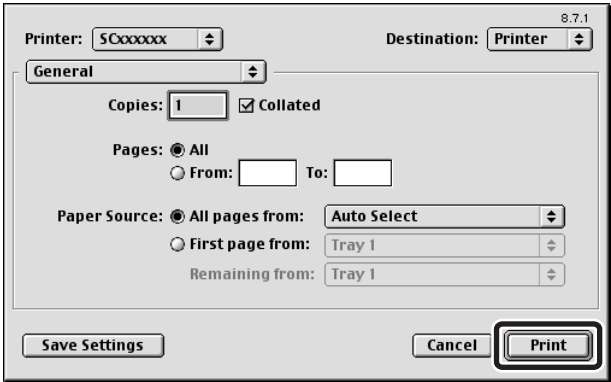 8.7.1
Printer: SCxxxxxx Destination: Printer
General
Copies: 1 Collated
Pages: All
From: To:
Paper Source: All pages from: Auto Select
First page from: Tray 1
Remaining from: Tray 1
Save Settings Cancel Print